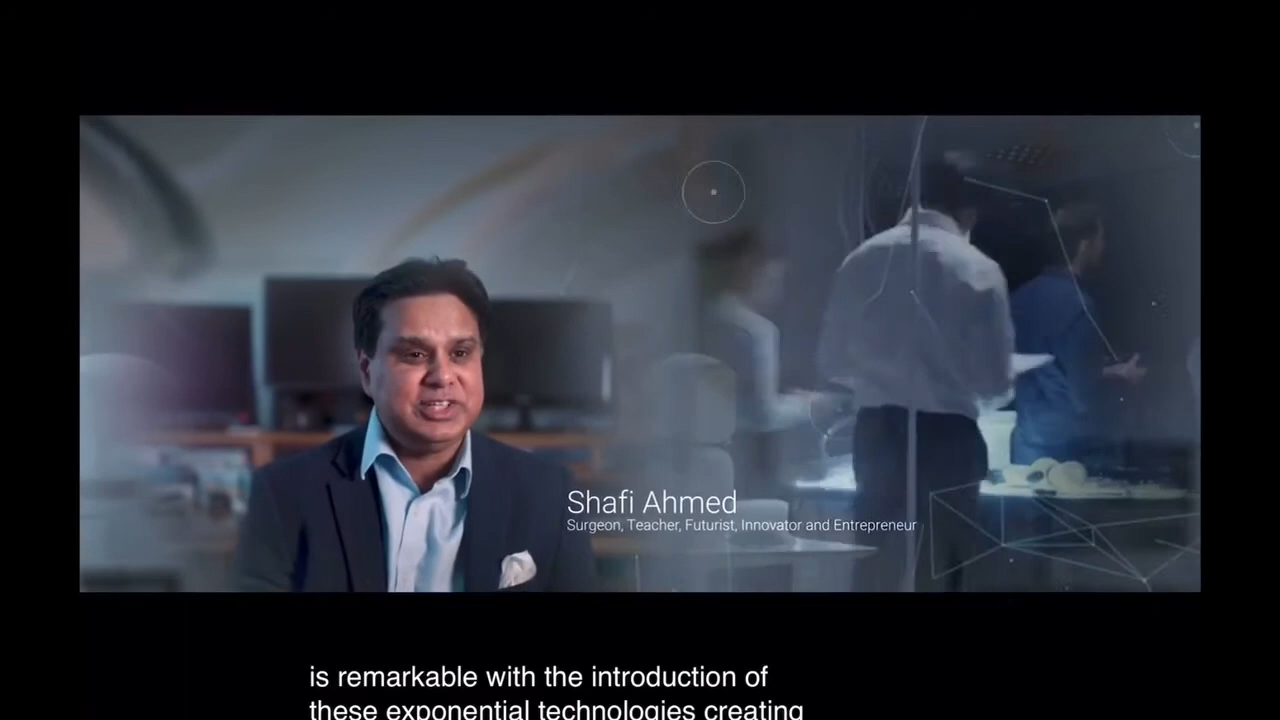 Shafi Ahmed
Surgeon, Teacher, Futurist, Innovator and Entrepreneur
is remarkable with the introduction of
these exponential technologies creating